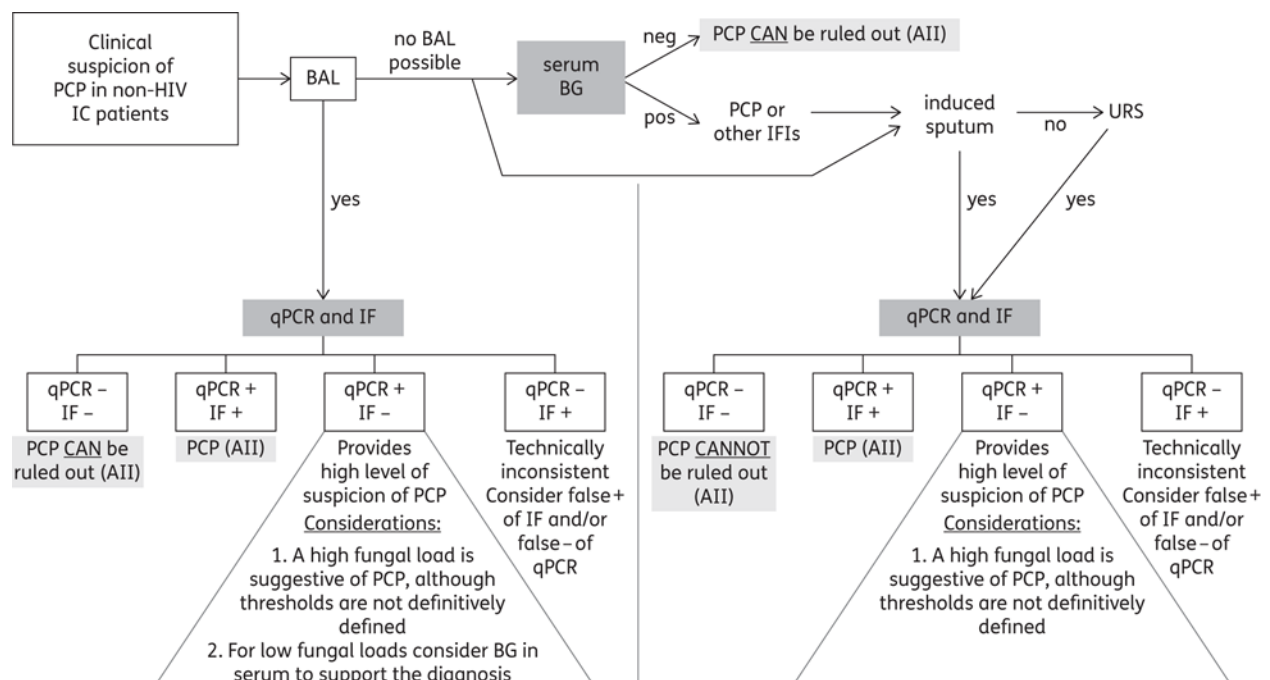 Clinical
suspicion of
PCP in non-HIV
IC patients
BAL
no BAL
possible
serum
BG
neg
PCP CAN be ruled out (AII)
pos
PCP or
other IFIs
induced
sputum
no
URS
yes
yes
yes
qPCR and IF
qPCR –
IF –
PCP CAN be
ruled out (AII)
qPCR +
IF +
PCP (AII)
qPCR +
IF –
Provides
high level of
suspicion of PCP
Considerations:
1. A high fungal load is
suggestive of PCP, although
thresholds are not definitively
defined
2. For low fungal loads consider BG in
serum to support the diagnosis
qPCR –
IF +
Technically
inconsistent
Consider false +
of IF and/or
false – of
qPCR
qPCR and IF
qPCR –
IF –
PCP CANNOT
be ruled out
(AII)
qPCR +
IF +
PCP (AII)
qPCR +
IF –
Provides
high level of
suspicion of PCP
Considerations:
1. A high fungal load is
suggestive of PCP, although
thresholds are not definitively
defined
qPCR –
IF +
Technically
inconsistent
Consider false +
of IF and/or
false – of
qPCR